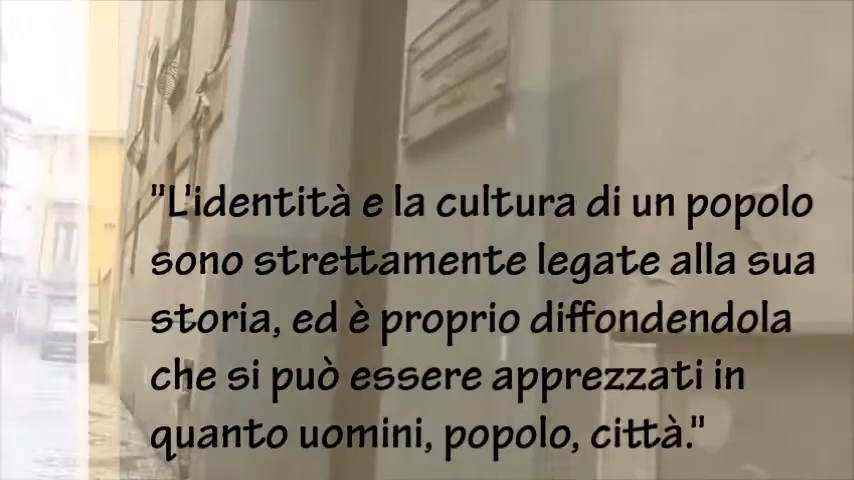 "L'identità e la cultura di un popolo
sono strettamente legate alla sua
storia, ed è proprio diffondendola
che si può essere apprezzati in
quanto uomini, popolo, città."